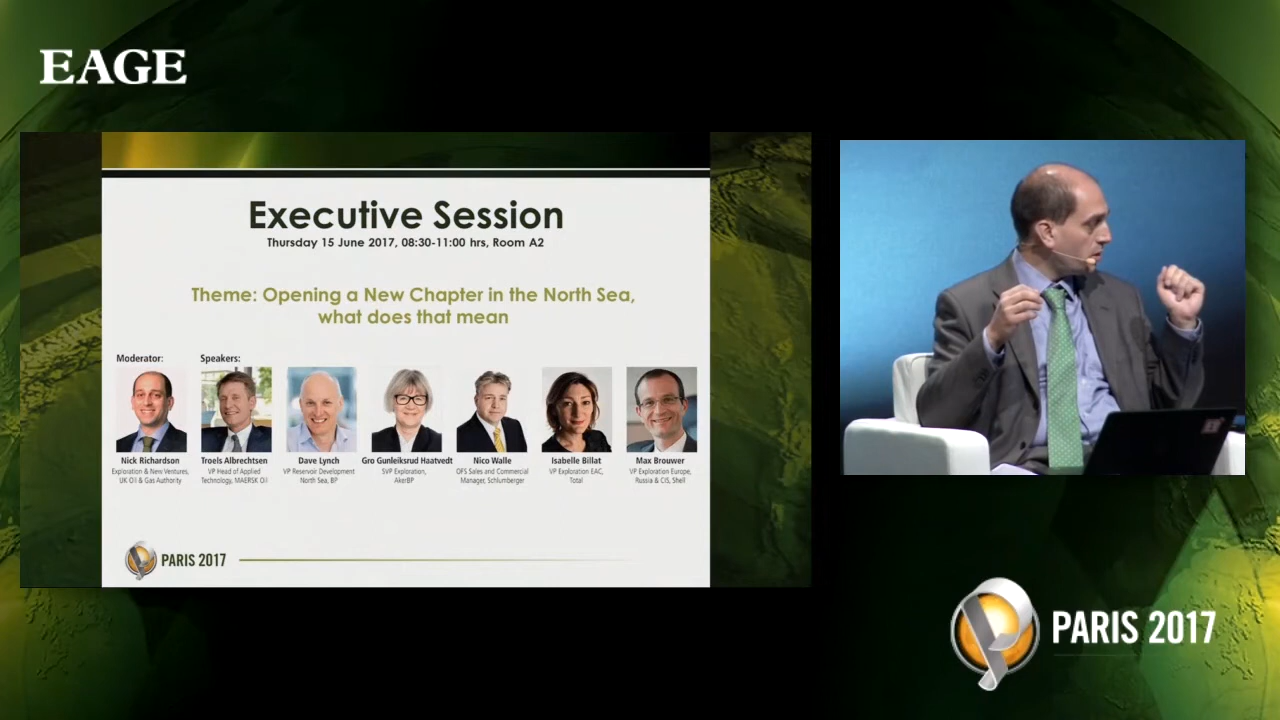 EAGE
Executive Session
Thursday 15 June 2017, 08:30-11:00 hrs, Room A2
Theme: Opening a New Chapter in the North Sea,
what does that mean
Moderator:
Speakers:
Nick Richardson
Exploration & New Ventures,
UK Oil & Gas Authority
Troels Albrechtsen
VP Head of Applied
Technology, MAERSK Oil
Dave Lynch
VP Reservoir Development
North Sea, BP
Gro Gunleiksrud Haatvedt
SVP Exploration,
AkerBP
Nico Walle
OFS Sales and Commercial
Manager, Schlumberger
Isabelle Billat
VP Exploration EAC,
Total
Max Brouwer
VP Exploration Europe,
Russia & CIS, Shell
PARIS 2017
PARIS 2017